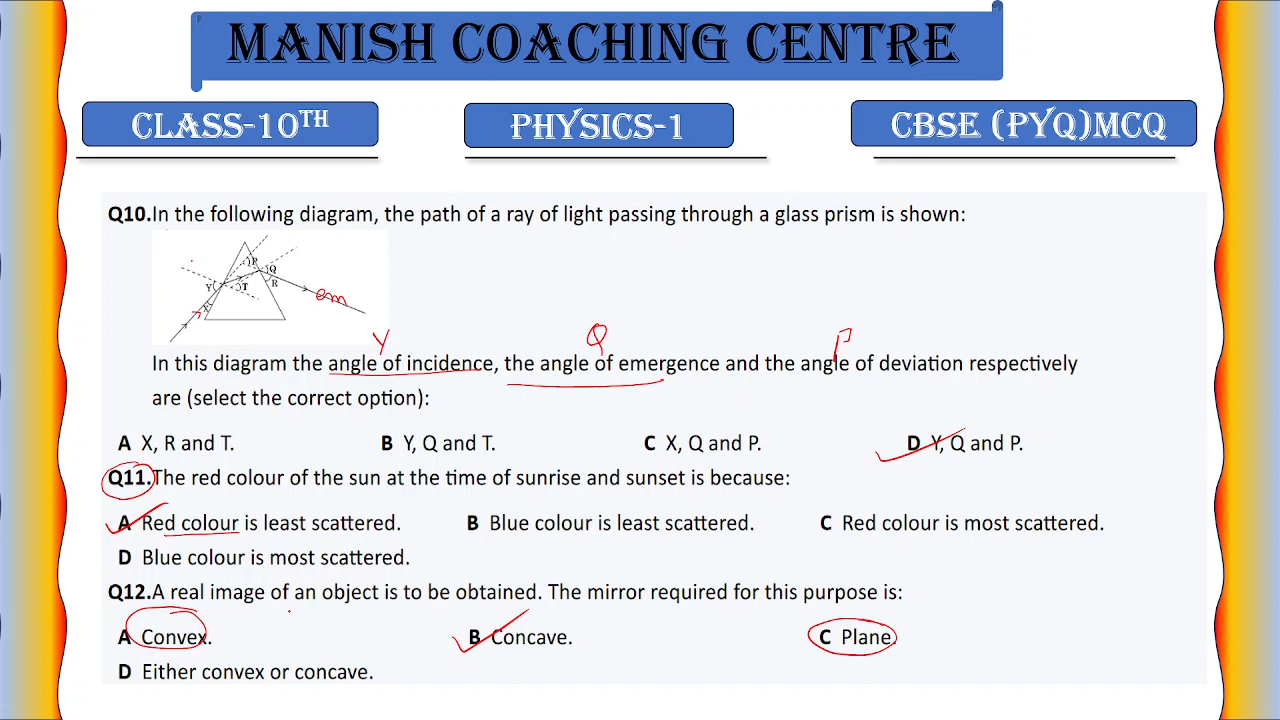 MANISH COACHING CENTRE
CLASS-10TH
PHYSICS-1
CBSE (PYQ)MCQ
Q10.In the following diagram, the path of a ray of light passing through a glass prism is shown:
P
Q
Y
T
R
X
em
Y
Q
P
In this diagram the angle of incidence, the angle of emergence and the angle of deviation respectively
are (select the correct option):
A X, R and T. B Y, Q and T. C X, Q and P. D Y, Q and P.
Q11.The red colour of the sun at the time of sunrise and sunset is because:
A Red colour is least scattered. B Blue colour is least scattered. C Red colour is most scattered.
D Blue colour is most scattered.
Q12.A real image of an object is to be obtained. The mirror required for this purpose is:
A Convex. B Concave. C Plane.
D Either convex or concave.